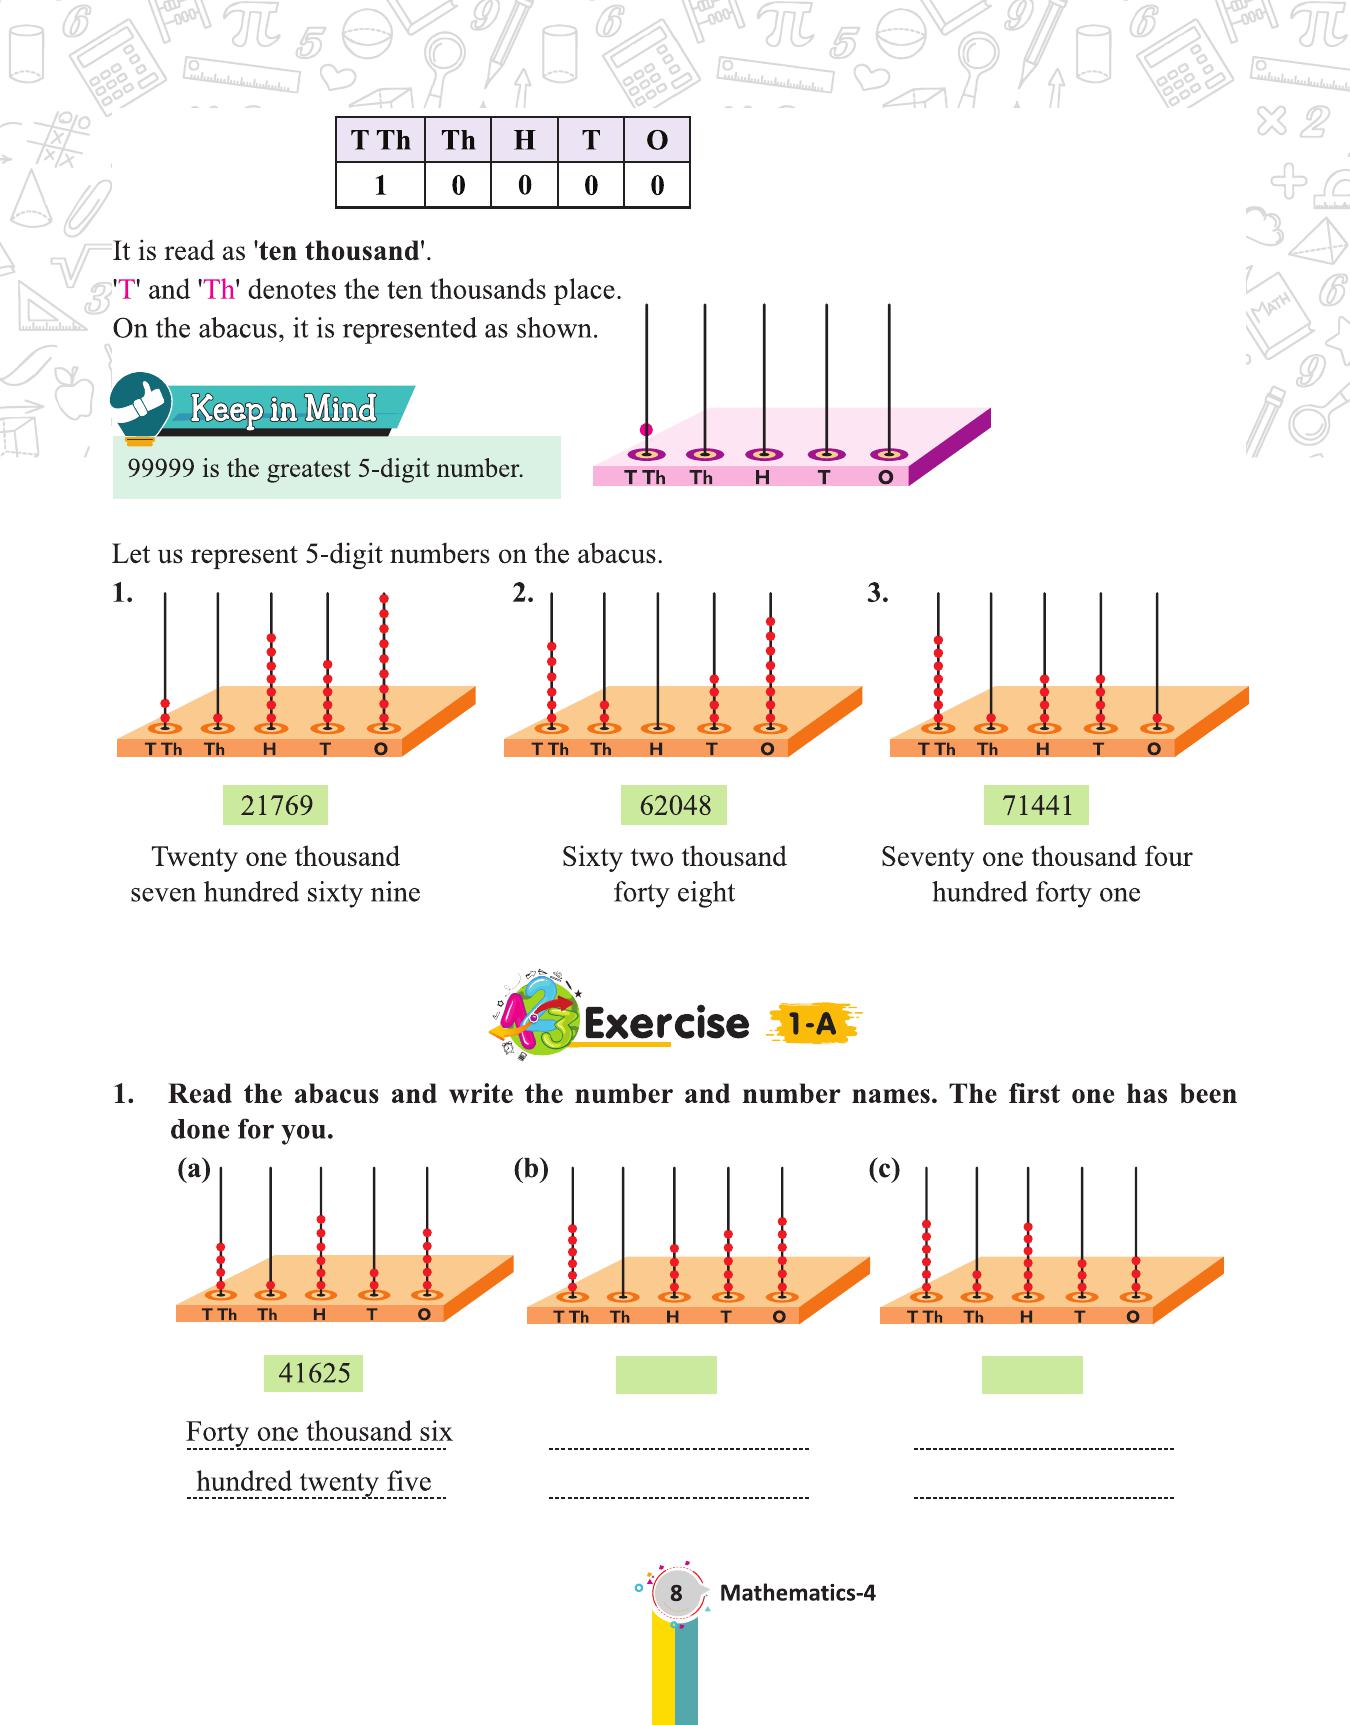 T Th Th H T O
1 0 0 0 0
It is read as 'ten thousand'.
'T' and 'Th' denotes the ten thousands place.
On the abacus, it is represented as shown.
Keep in Mind
99999 is the greatest 5-digit number.
T Th Th H T O
Let us represent 5-digit numbers on the abacus.
1. 2. 3.
T Th Th H T O T Th Th H T O T Th Th H T O
21769 62048 71441
Twenty one thousand Sixty two thousand Seventy one thousand four
seven hundred sixty nine forty eight hundred forty one
Exercise 1-A
1. Read the abacus and write the number and number names. The first one has been
done for you.
(a) (b) (c)
T Th Th H T O T Th Th H T O T Th Th H T O
41625
Forty one thousand six
hundred twenty five
8 Mathematics-4